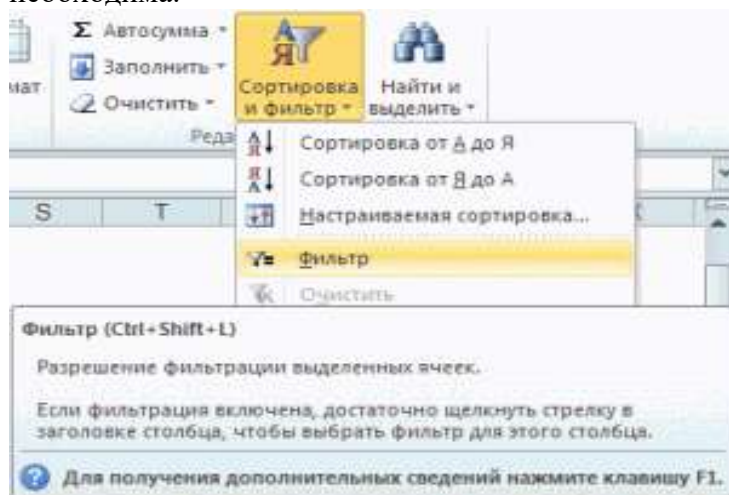 необходима.
Σ Автосумма
Заполнить
мат
Очистить
Сортировка и фильтр
Найти и выделить
Реда
Сортировка от А до Я
Сортировка от Я до А
S T
Настраиваемая сортировка...
Фильтр
Очистить
Фильтр (Ctrl+Shift+L)
Разрешение фильтрации выделенных ячеек.
Если фильтрация включена, достаточно щелкнуть стрелку в
заголовке столбца, чтобы выбрать фильтр для этого столбца.
Для получения дополнительных сведений нажмите клавишу F1.